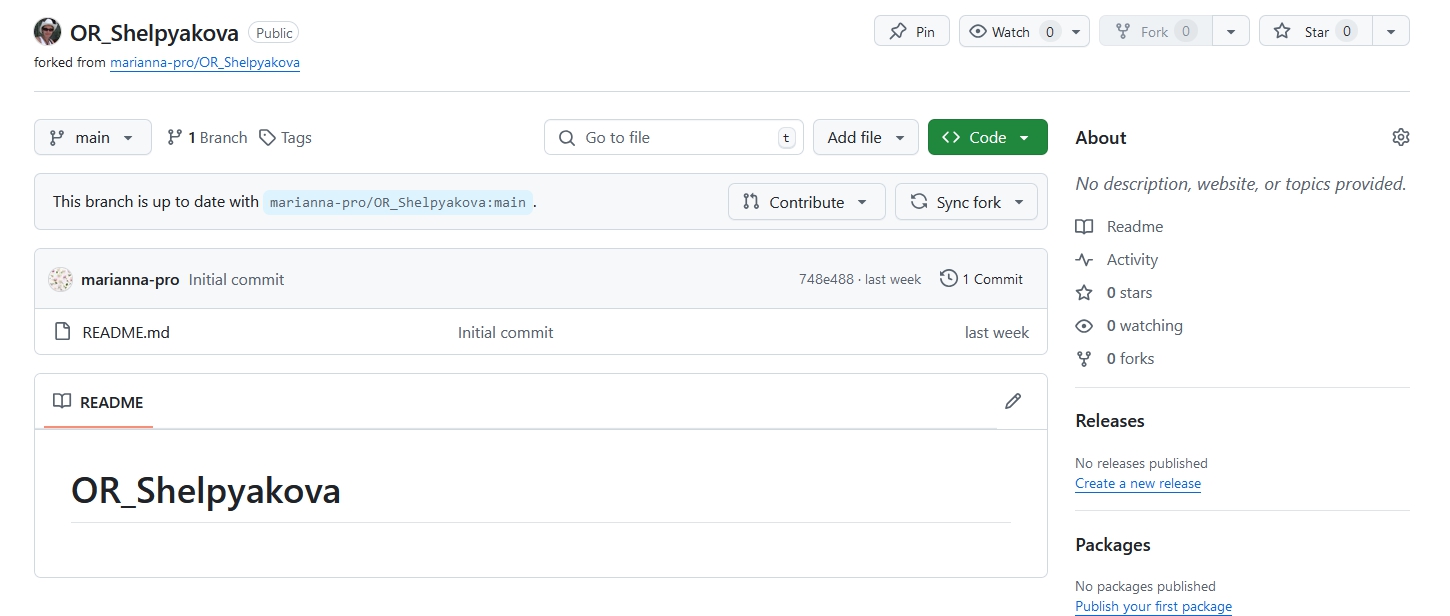 OR_Shelpyakova Public Pin Watch 0 Fork 0 Star 0
forked from marianna-pro/OR_Shelpyakova
main 1 Branch Tags Go to file t Add file Code
This branch is up to date with marianna-pro/OR_Shelpyakova:main . Contribute Sync fork
marianna-pro Initial commit 748e488 · last week 1 Commit
README.md Initial commit last week
README
OR_Shelpyakova
About
No description, website, or topics provided.
Readme
Activity
0 stars
0 watching
0 forks
Releases
No releases published
Create a new release
Packages
No packages published
Publish your first package